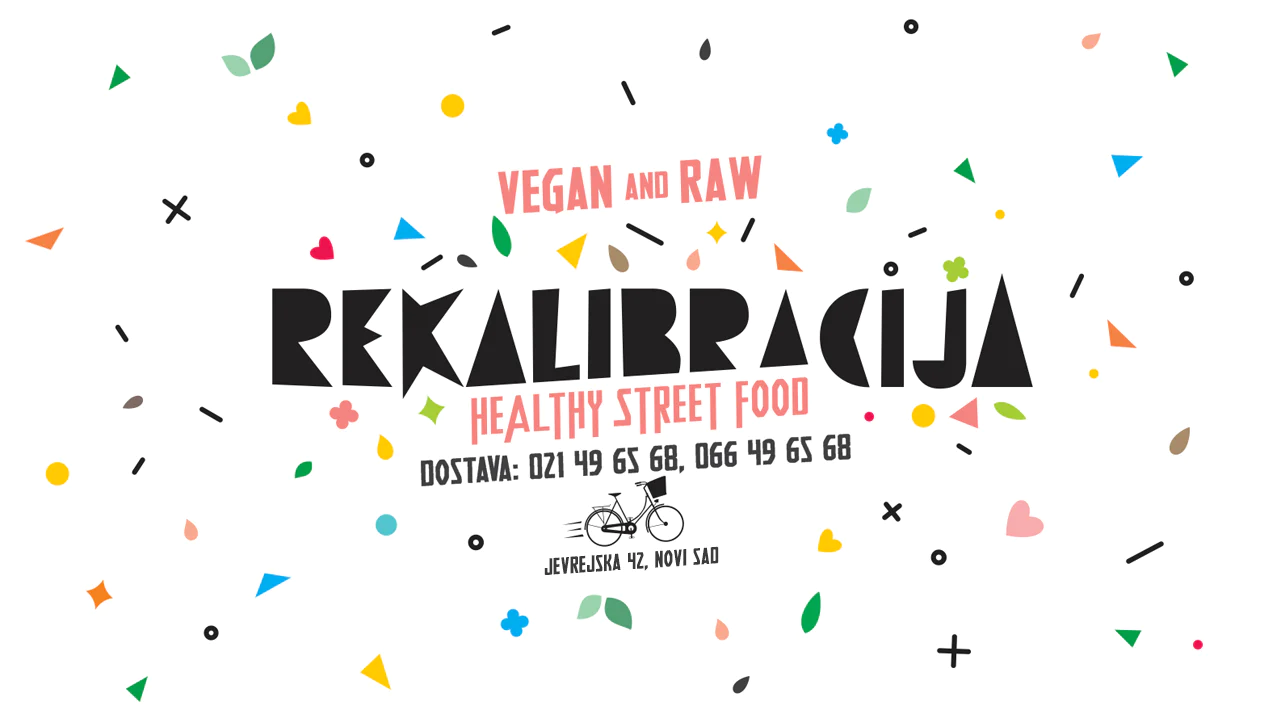 VEGAN AND RAW
REKALIBRACIJA
HEALTHY STREET FOOD
DOSTAVA: 021 49 65 68, 066 49 65 68
JEVREJSKA 42, NOVI SAD